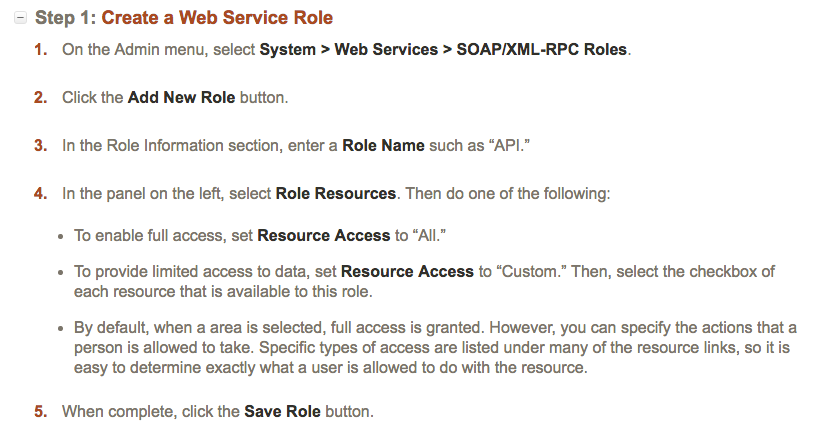 Step 1: Create a Web Service Role
1. On the Admin menu, select System > Web Services > SOAP/XML-RPC Roles.
2. Click the Add New Role button.
3. In the Role Information section, enter a Role Name such as “API.”
4. In the panel on the left, select Role Resources. Then do one of the following:
• To enable full access, set Resource Access to “All.”
• To provide limited access to data, set Resource Access to “Custom.” Then, select the checkbox of
each resource that is available to this role.
• By default, when a area is selected, full access is granted. However, you can specify the actions that a
person is allowed to take. Specific types of access are listed under many of the resource links, so it is
easy to determine exactly what a user is allowed to do with the resource.
5. When complete, click the Save Role button.